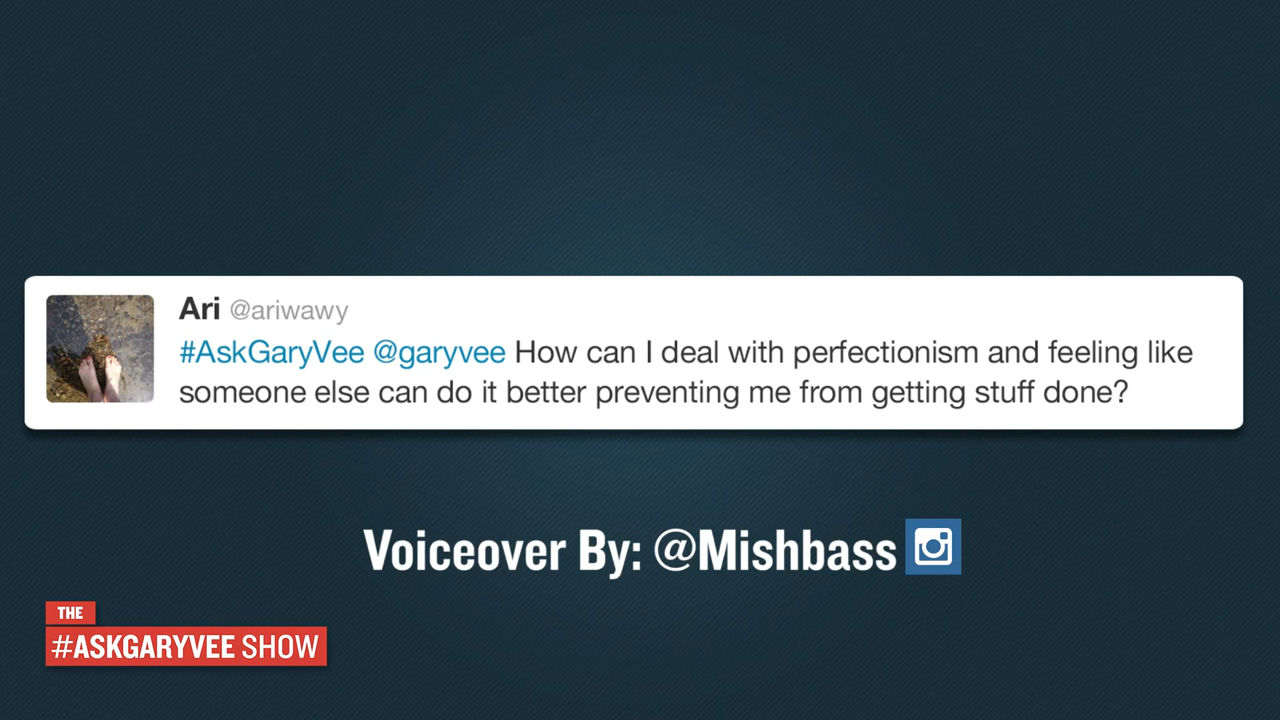 Ari @ariwawy
#AskGaryVee @garyvee How can I deal with perfectionism and feeling like
someone else can do it better preventing me from getting stuff done?
Voiceover By: @Mishbass
THE
#ASKGARYVEE SHOW